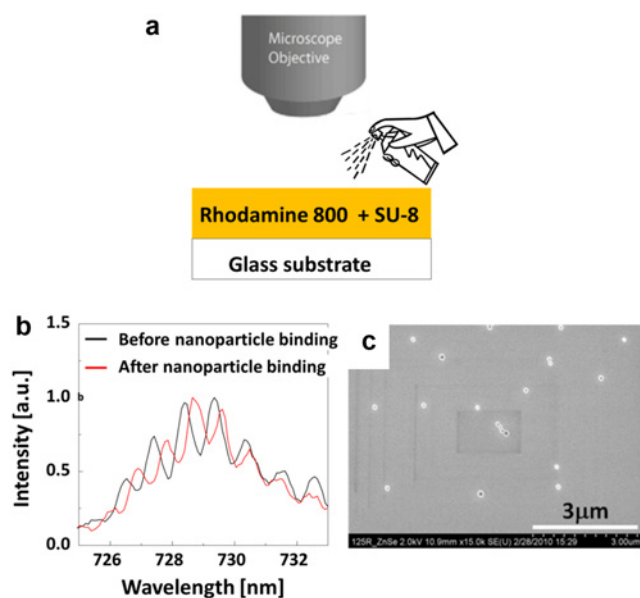 a
Microscope
Objective
Rhodamine 800 + SU-8
Glass substrate
b
1.5
1.0
0.5
0.0
Before nanoparticle binding
After nanoparticle binding
b
Intensity [a.u.]
726 728 730 732
Wavelength [nm]
c
3μm
125R_ZnSe 2.0kV 10.9mm x15.0k SE(U) 2/28/2010 15:29 3.00um